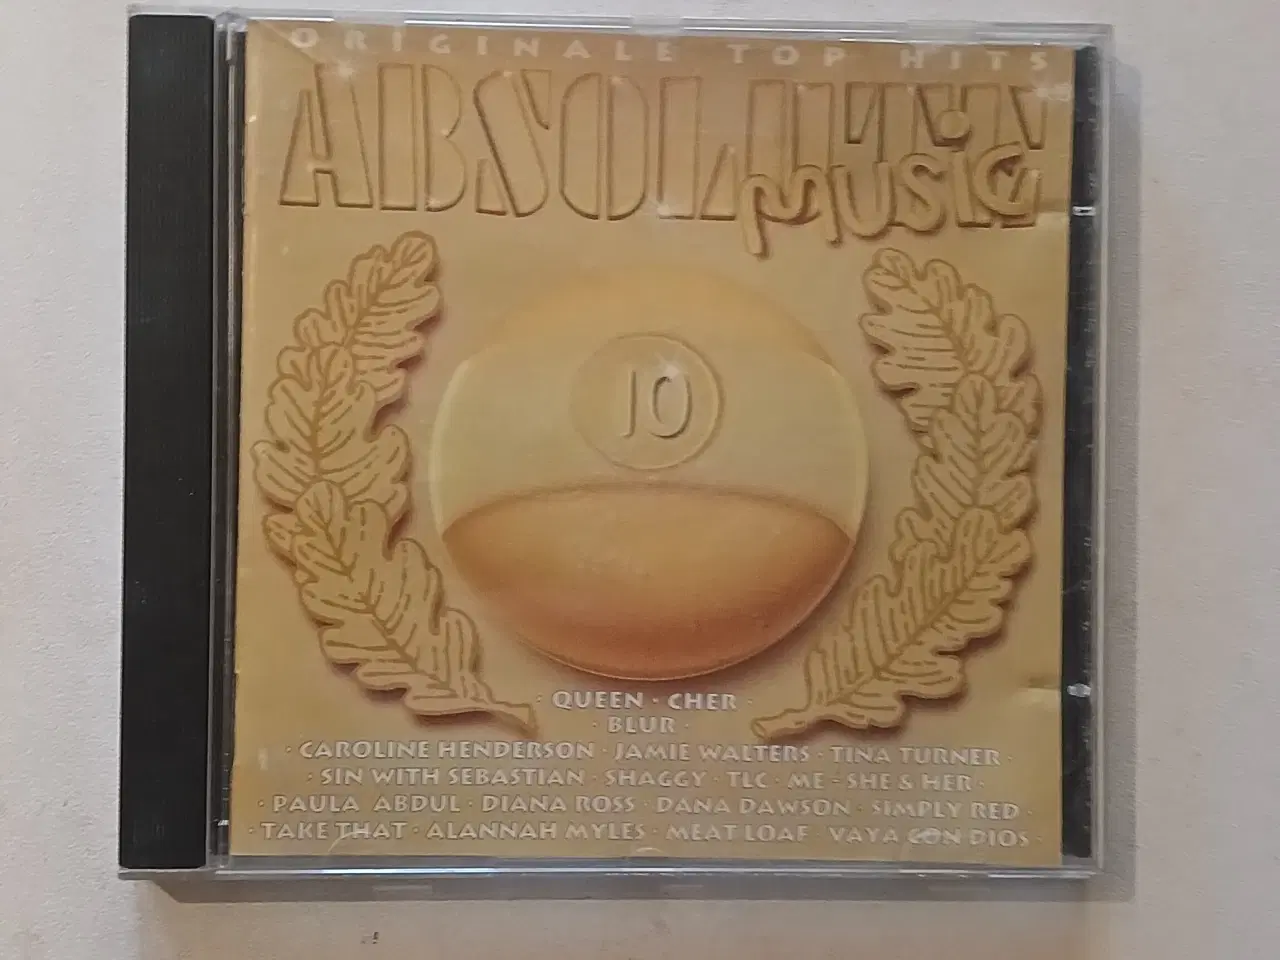 ORIGINALE TOP HITS
ABSOLUTE
music
10
· QUEEN · CHER ·
· BLUR ·
· CAROLINE HENDERSON · JAMIE WALTERS · TINA TURNER ·
· SIN WITH SEBASTIAN · SHAGGY · TLC · ME · SHE & HER ·
· PAULA ABDUL · DIANA ROSS · DANA DAWSON · SIMPLY RED ·
· TAKE THAT · ALANNAH MYLES · MEAT LOAF · VAYA CON DIOS ·